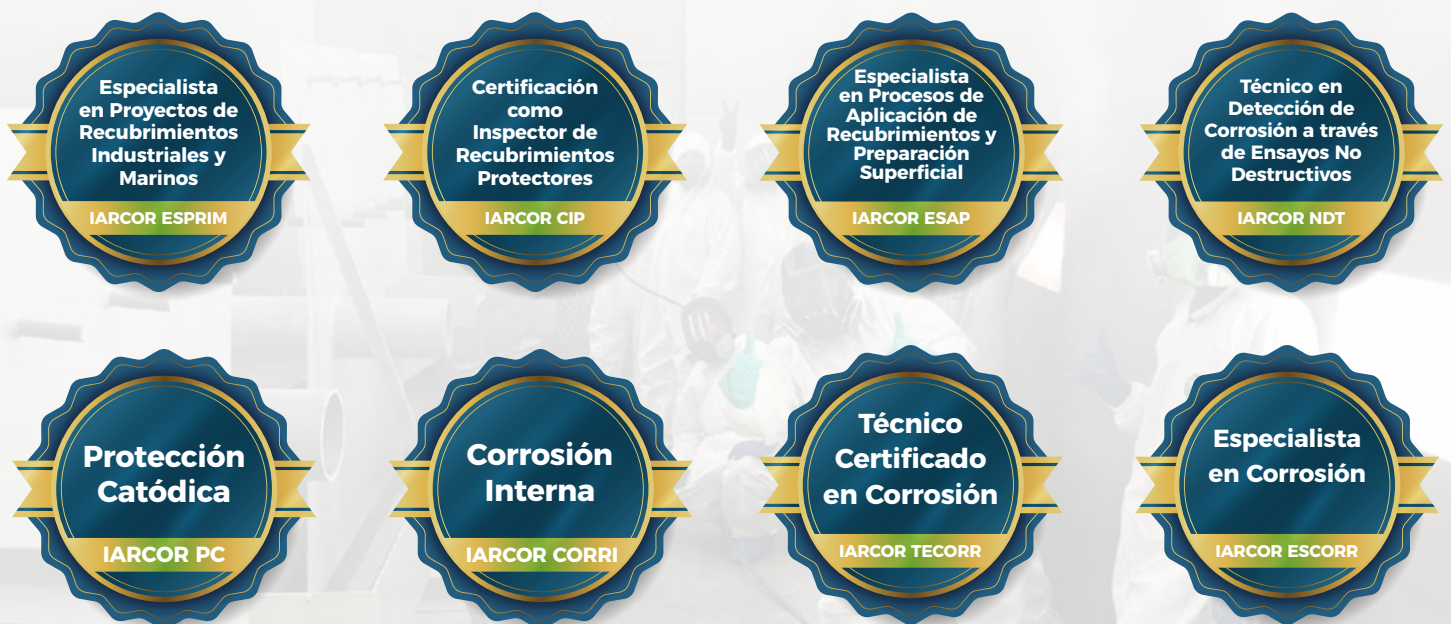 Especialista
en Proyectos de
Recubrimientos
Industriales y
Marinos
IARCOR ESPRIM
Certificación
como
Inspector de
Recubrimientos
Protectores
IARCOR CIP
Especialista
en Procesos de
Aplicación de
Recubrimientos y
Preparación
Superficial
IARCOR ESAP
Técnico en
Detección de
Corrosión a través
de Ensayos No
Destructivos
IARCOR NDT
Protección
Catódica
IARCOR PC
Corrosión
Interna
IARCOR CORRI
Técnico
Certificado
en Corrosión
IARCOR TECORR
Especialista
en Corrosión
IARCOR ESCORR